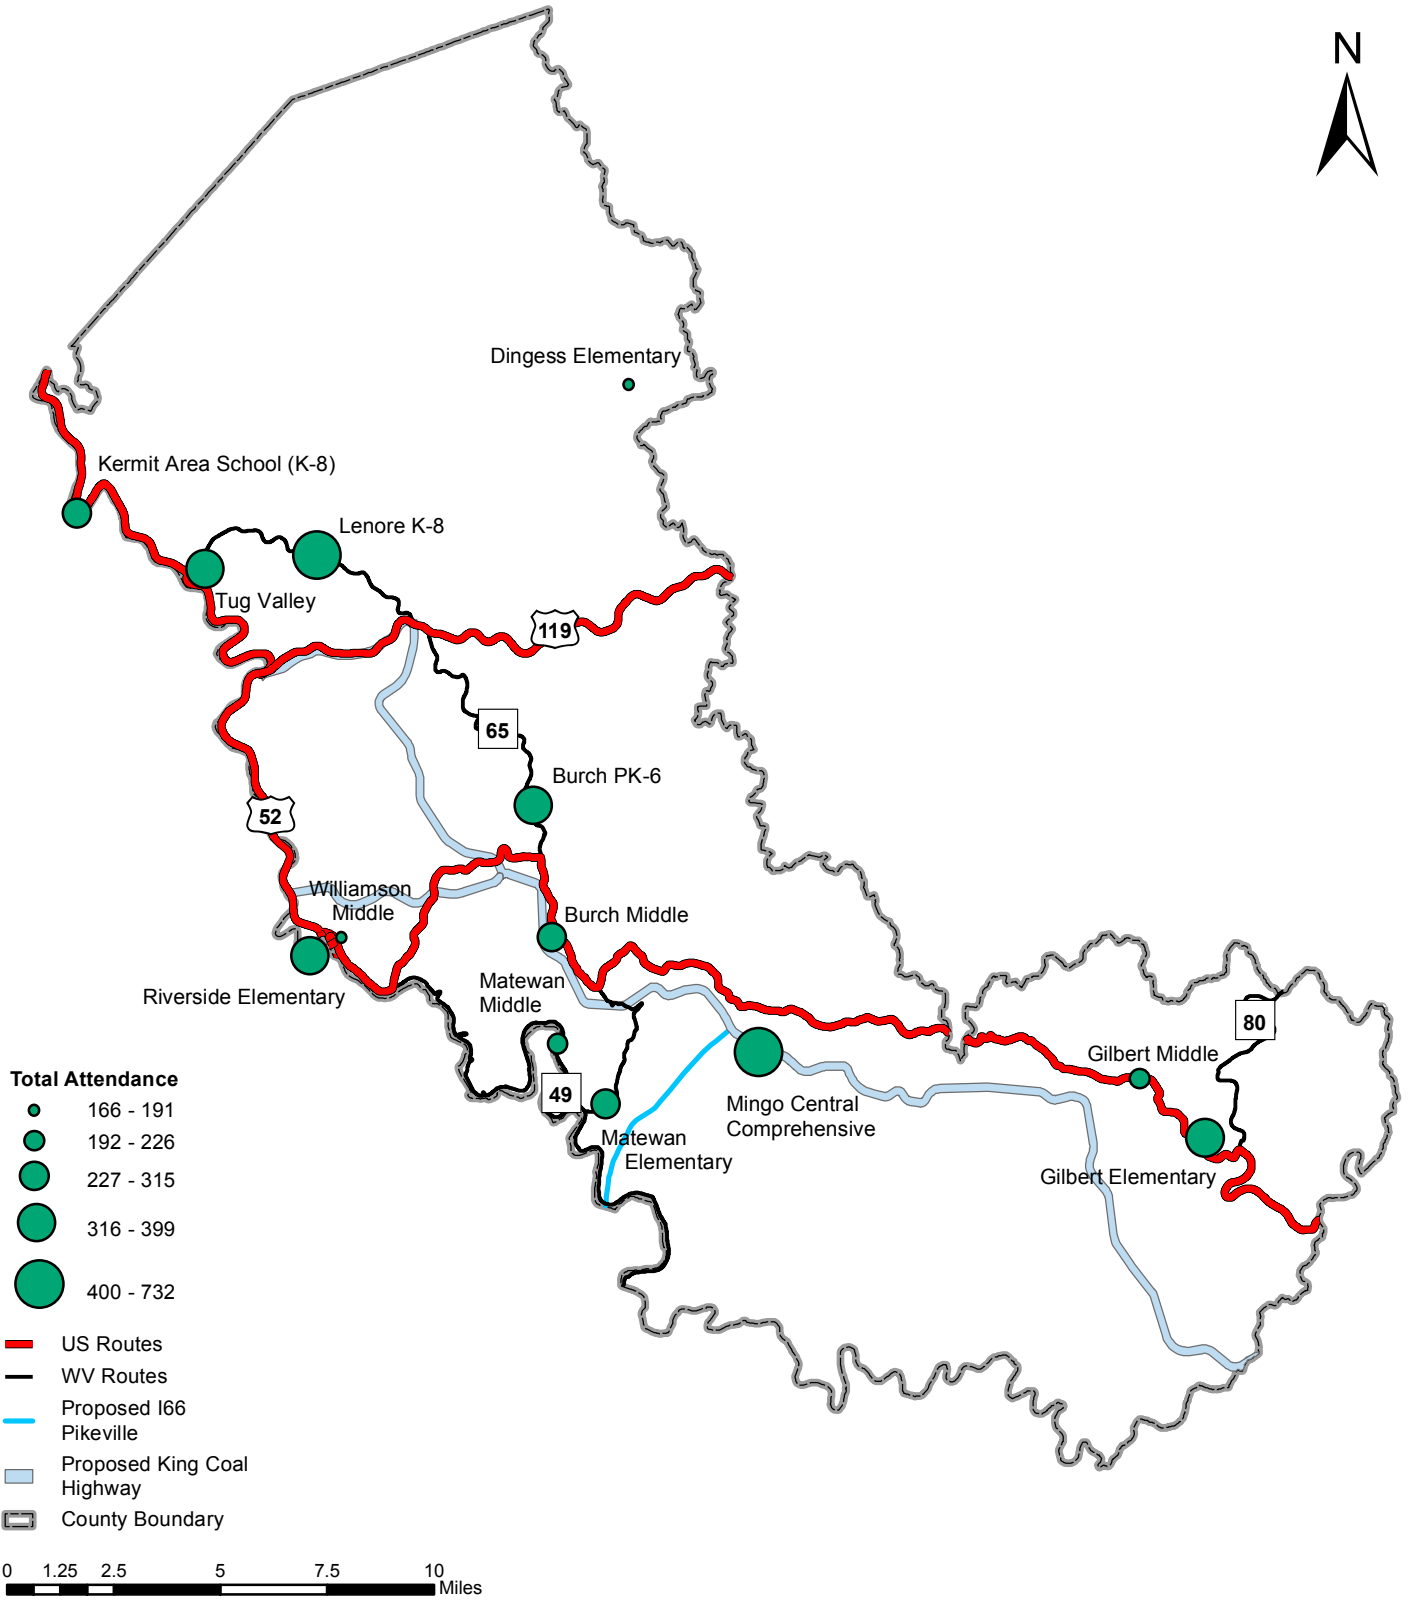 N
Dingess Elementary
Kermit Area School (K-8)
Lenore K-8
Tug Valley
119
65
Burch PK-6
52
Williamson
Middle
Burch Middle
Riverside Elementary
Matewan
Middle
80
Gilbert Middle
49
Mingo Central
Comprehensive
Matewan
Elementary
Gilbert Elementary
Total Attendance
166 - 191
192 - 226
227 - 315
316 - 399
400 - 732
US Routes
WV Routes
Proposed I66
Pikeville
Proposed King Coal
Highway
County Boundary
0 1.25 2.5 5 7.5 10
Miles